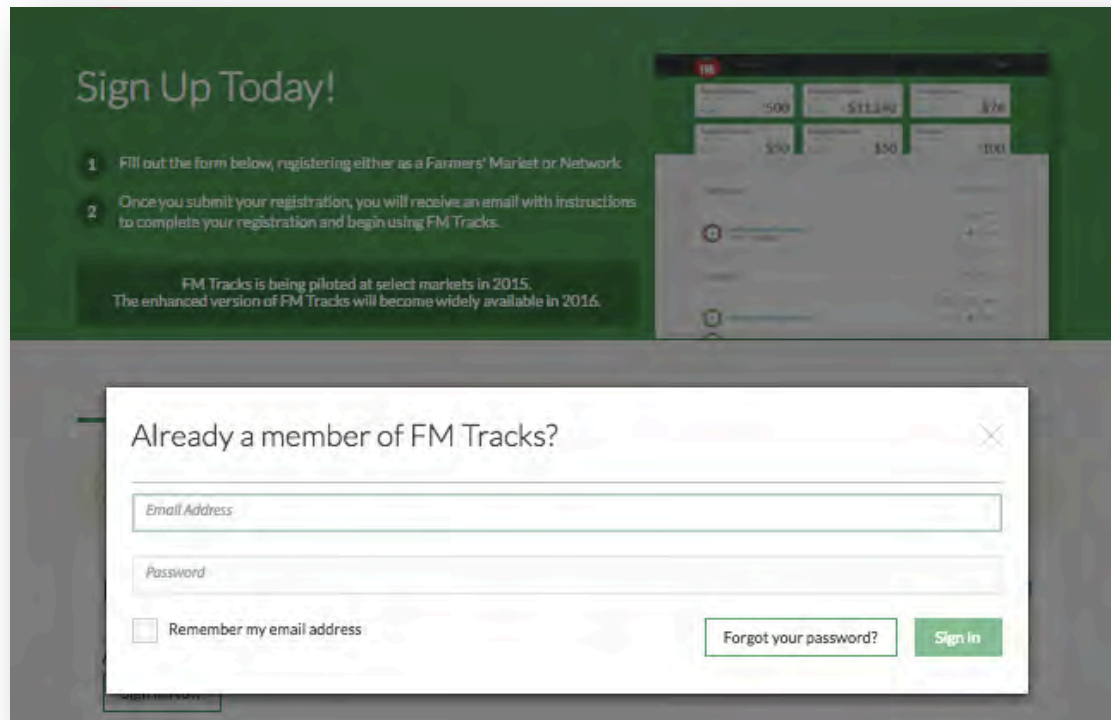 Sign Up Today!
1 Fill out the form below, registering either as a Farmers' Market or Network
2 Once you submit your registration, you will receive an email with instructions
to complete your registration and begin using FM Tracks.
FM Tracks is being piloted at select markets in 2015.
The enhanced version of FM Tracks will become widely available in 2016.
500
$50 $50 100
Already a member of FM Tracks?
Email Address
Password
Remember my email address
Forgot your password?
Sign In